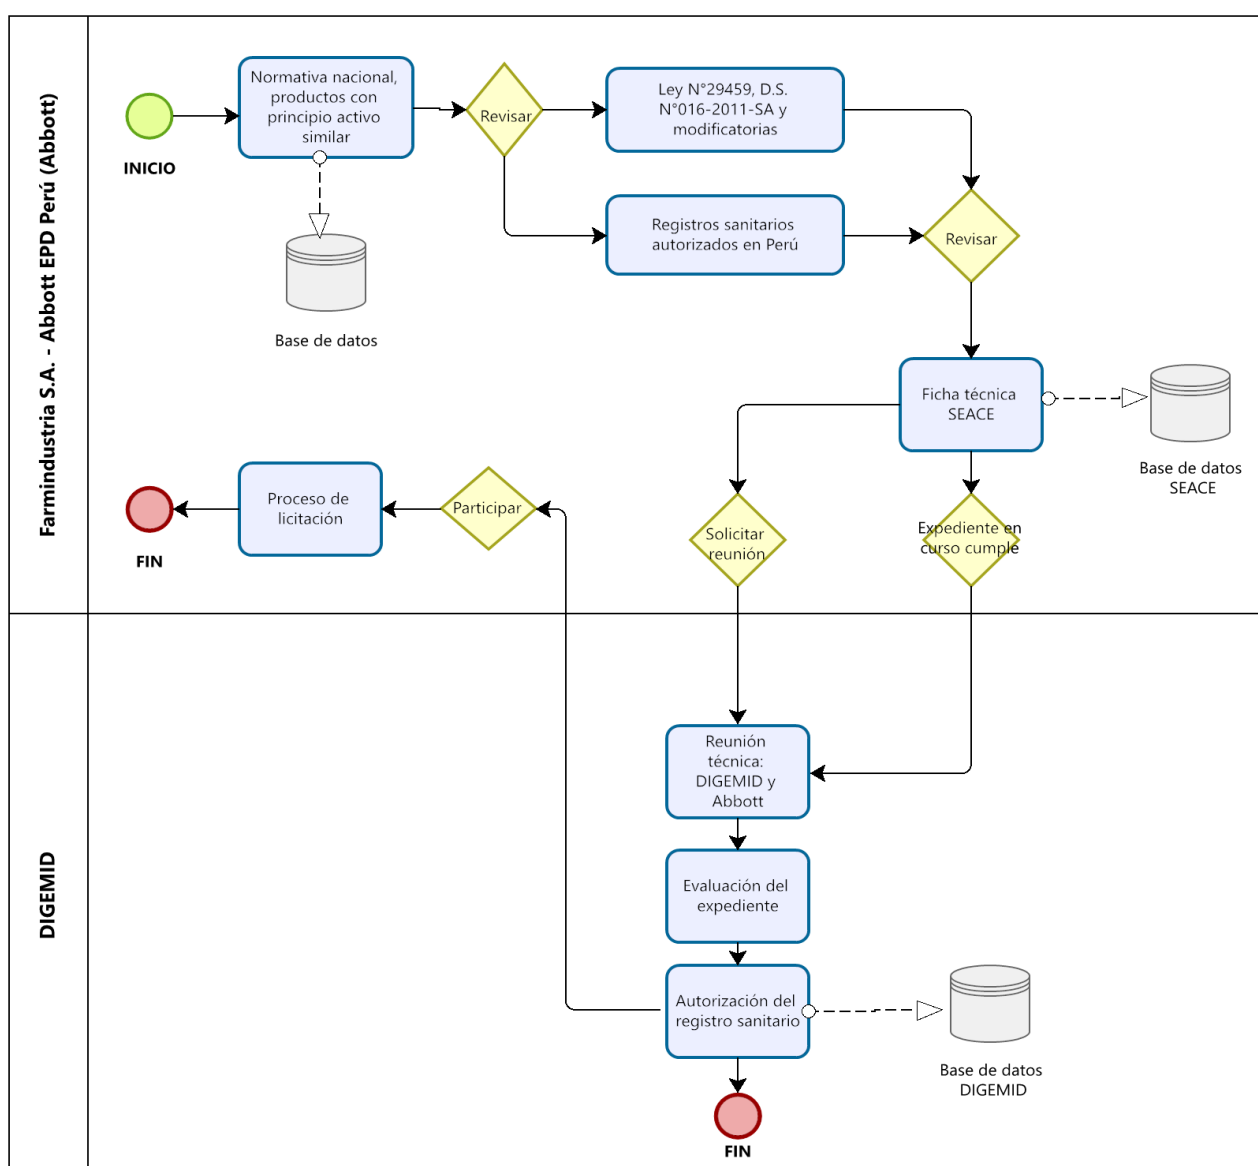 Farmindustria S.A. - Abbott EPD Perú (Abbott)
INICIO
Normativa nacional,
productos con
principio activo
similar
Revisar
Ley N°29459, D.S.
N°016-2011-SA y
modificatorias
Registros sanitarios
autorizados en Perú
Revisar
Base de datos
Ficha técnica
SEACE
Base de datos
SEACE
Solicitar
reunión
Expediente en
curso cumple
Participar
Proceso de
licitación
FIN
DIGEMID
Reunión
técnica:
DIGEMID y
Abbott
Evaluación del
expediente
Autorización del
registro sanitario
Base de datos
DIGEMID
FIN